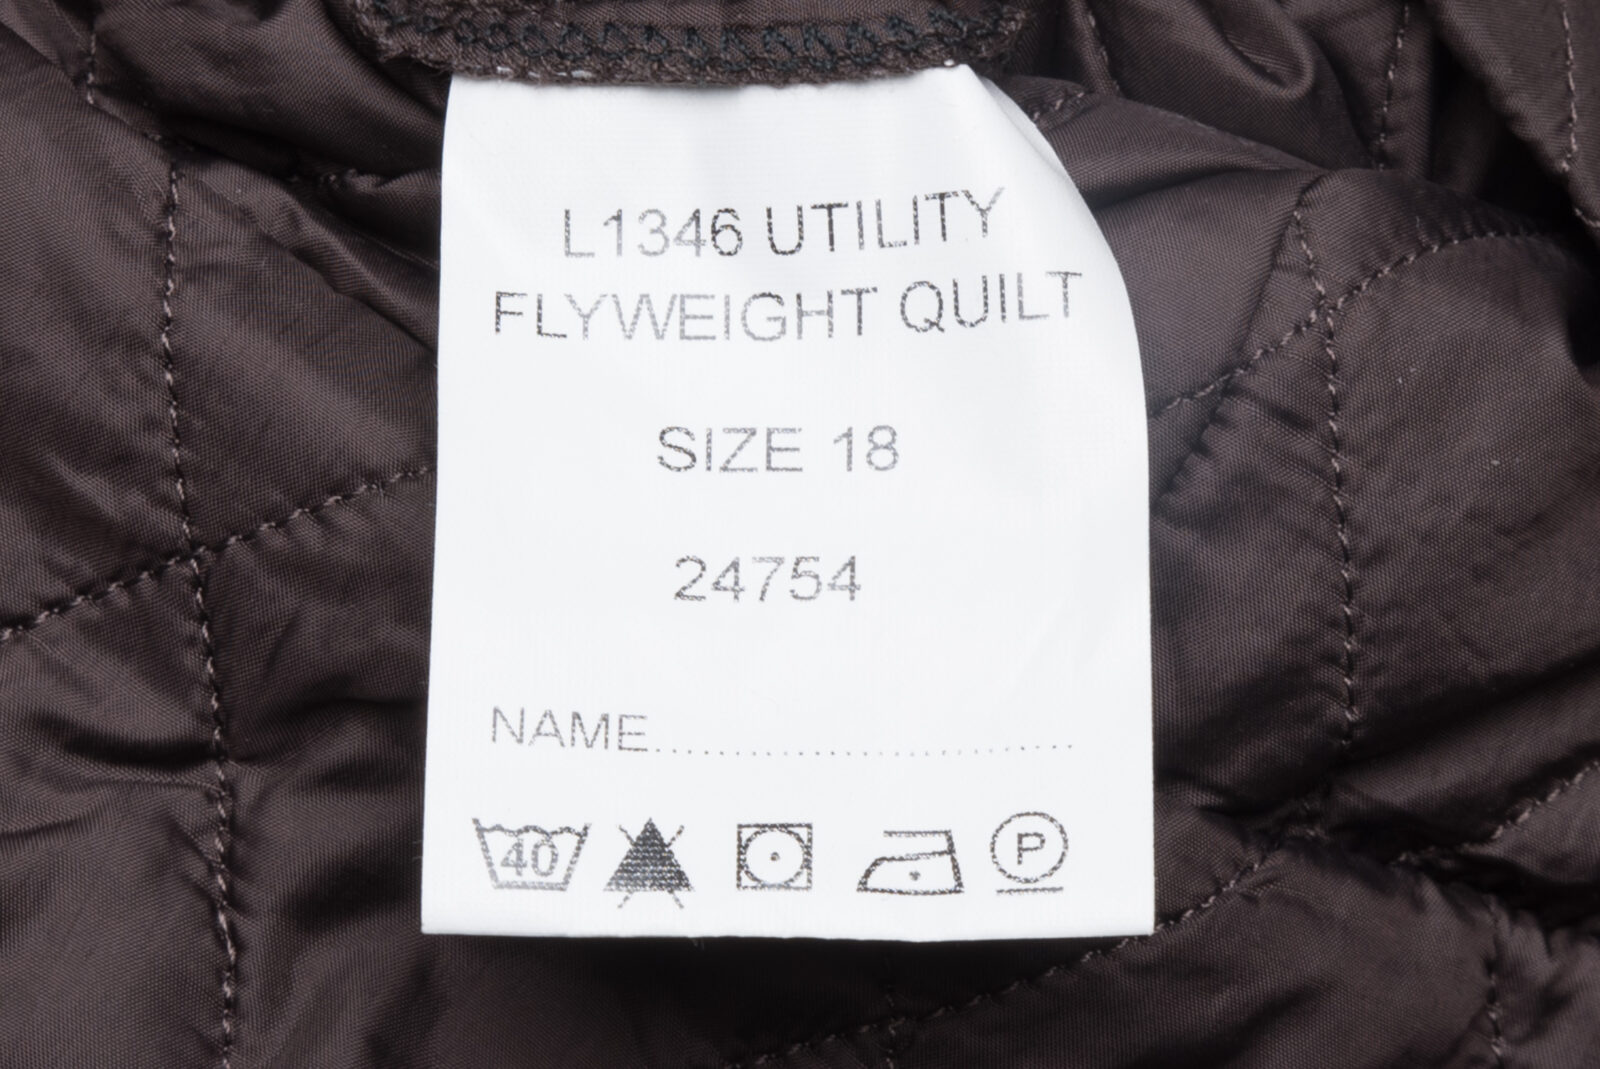 L1346 UTILITY
FLYWEIGHT QUILT
SIZE 18
24754
NAME...........................................
40
P